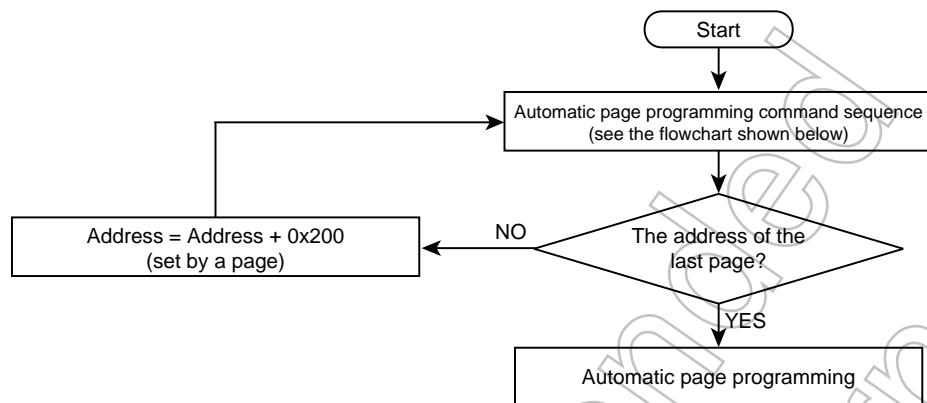 Start
Automatic page programming command sequence
(see the flowchart shown below)
Address = Address + 0x200
(set by a page)
NO
The address of the
last page?
YES
Automatic page programming